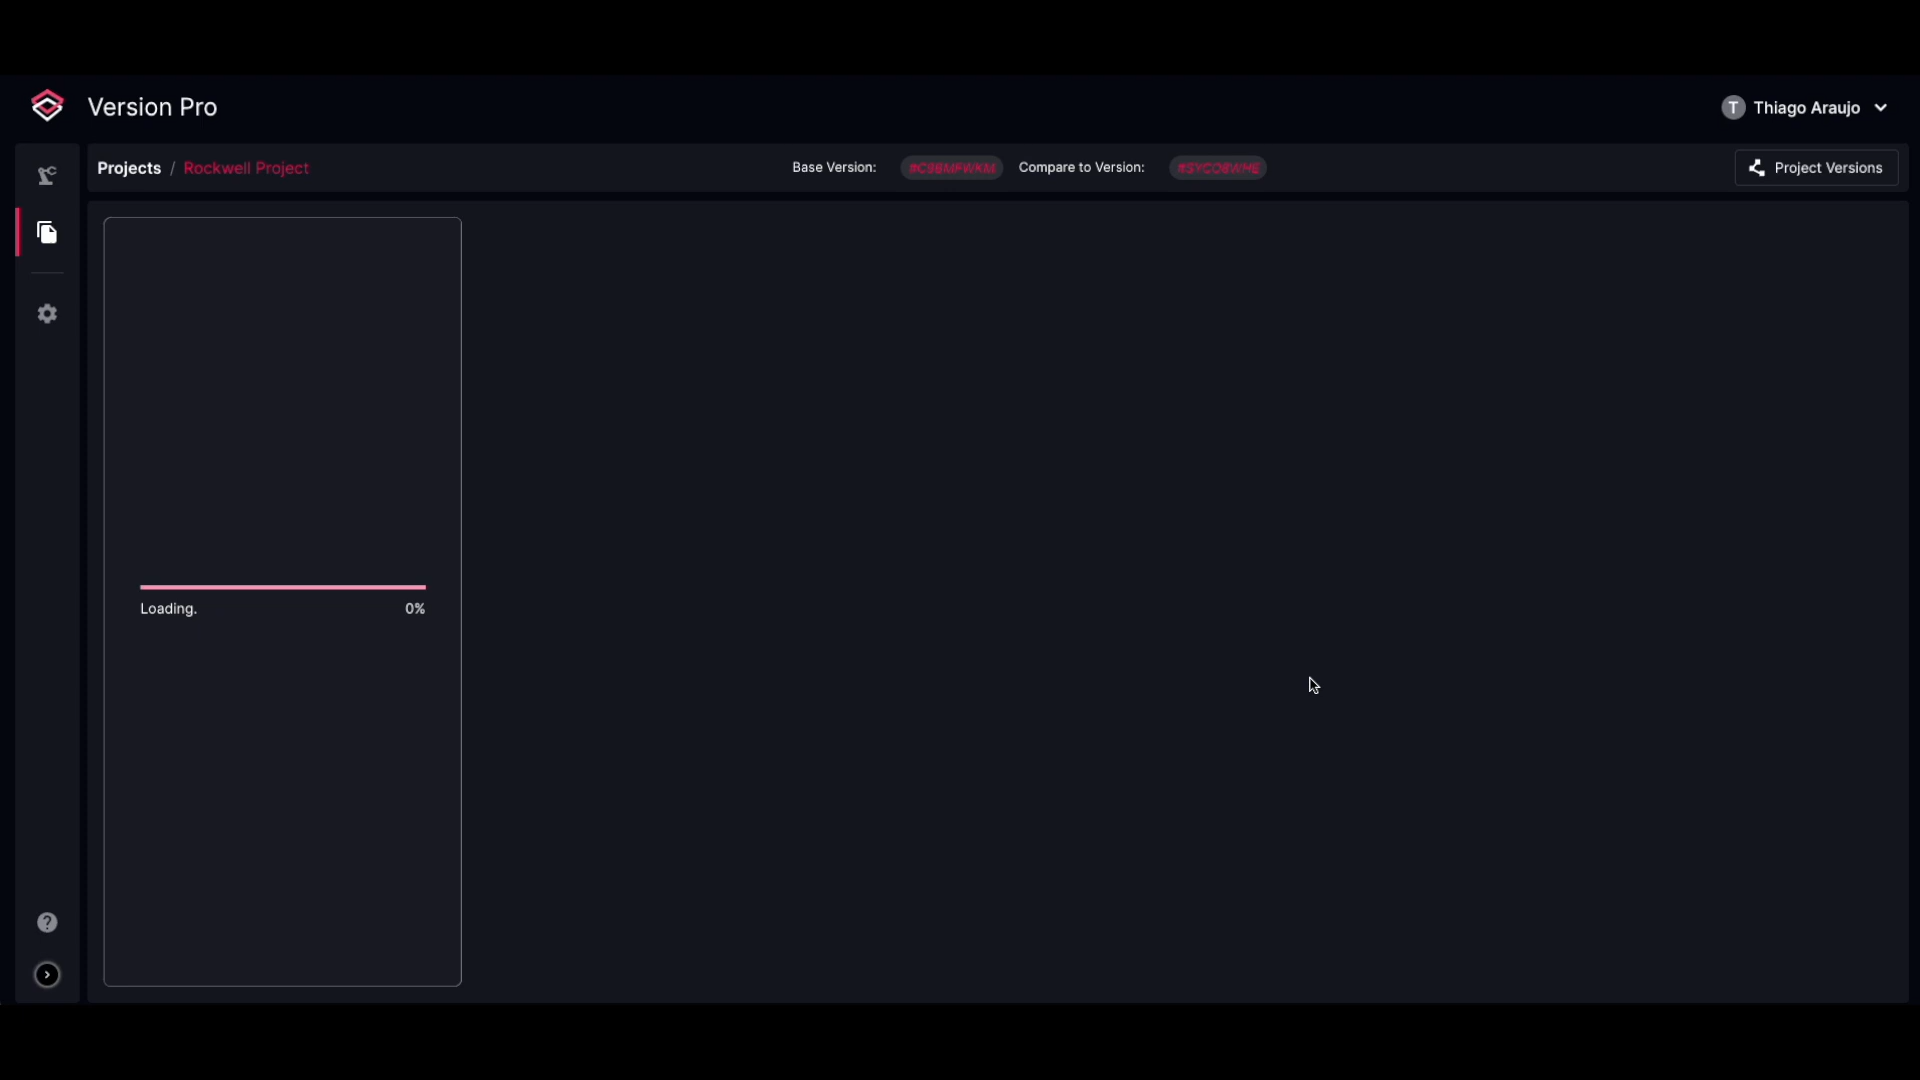 Version Pro
T Thiago Araujo
Projects / Rockwell Project
Base Version:
Compare to Version:
Project Versions
Loading. 0%